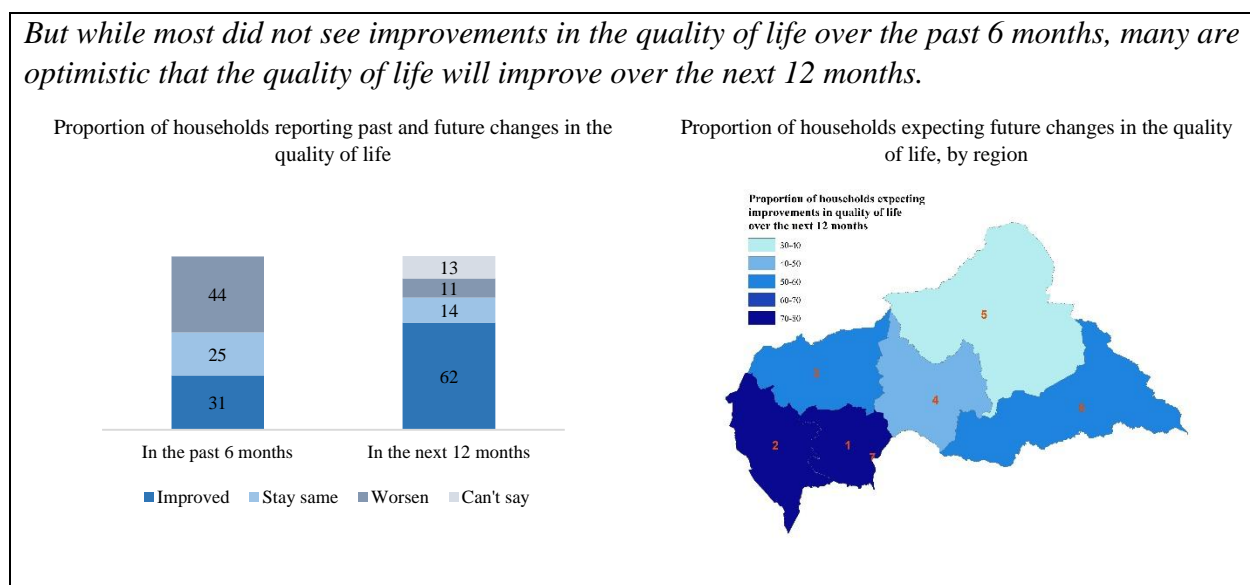 But while most did not see improvements in the quality of life over the past 6 months, many are
optimistic that the quality of life will improve over the next 12 months.
Proportion of households reporting past and future changes in the
quality of life
44
25
31
13
11
14
62
In the past 6 months
In the next 12 months
Improved
Stay same
Worsen
Can't say
Proportion of households expecting future changes in the quality
of life, by region
Proportion of households expecting
improvements in quality of life
over the next 12 months
30-40
40-50
50-60
60-70
70-80
5
4
2
1
7